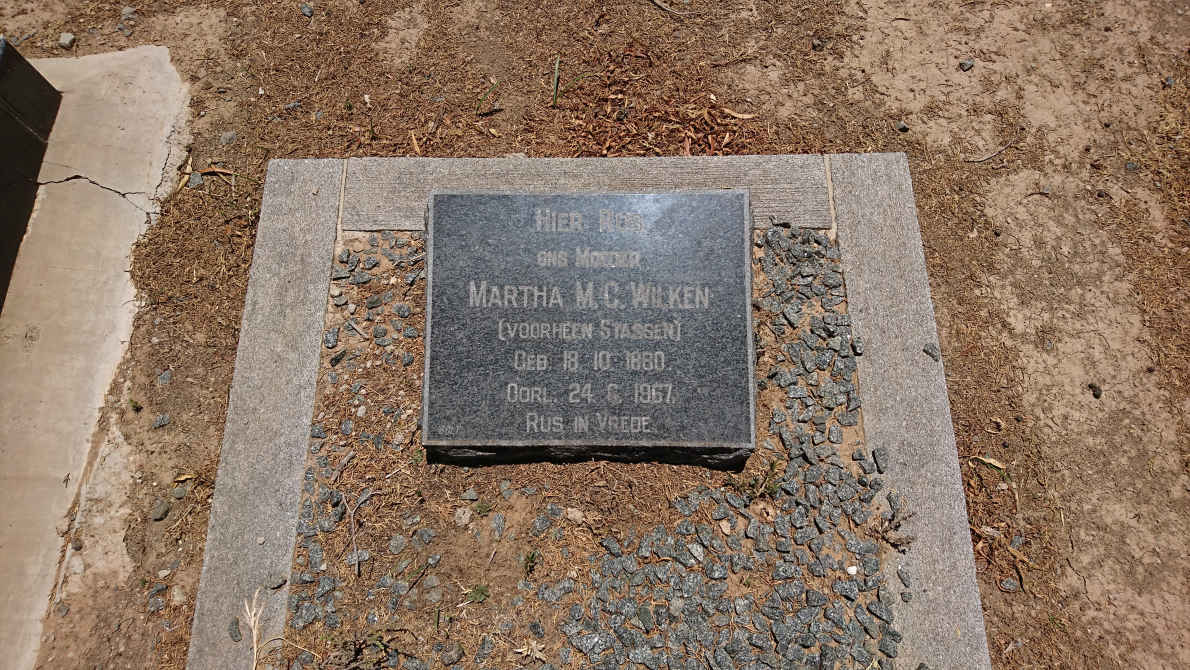 HIER RUS
ONS MOEDER
MARTHA M. C. WILKEN
(VOORHEEN STASSEN)
GEB. 18. 10. 1880.
OORL. 24. 6. 1967.
RUS IN VREDE.